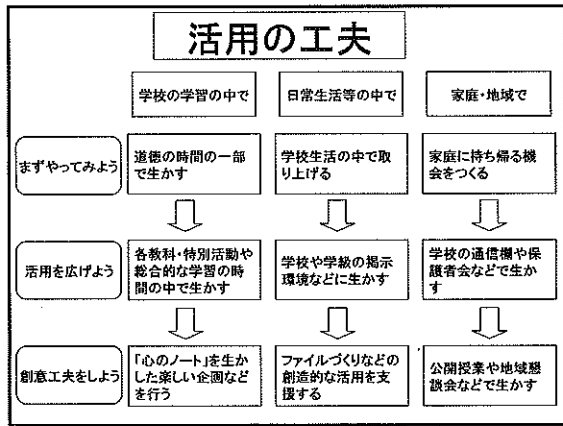 活用の工夫
学校の学習の中で
日常生活等の中で
家庭・地域で
まずやってみよう
道徳の時間の一部
で生かす
学校生活の中で取
り上げる
家庭に持ち帰る機
会をつくる
活用を広げよう
各教科・特別活動や
総合的な学習の時
間の中で生かす
学校や学級の掲示
環境などに生かす
学校の通信欄や保
護者会などで生か
す
創意工夫をしよう
「心のノート」を生か
した楽しい企画など
を行う
ファイルづくりなどの
創造的な活用を支
援する
公開授業や地域懇
談会などで生かす